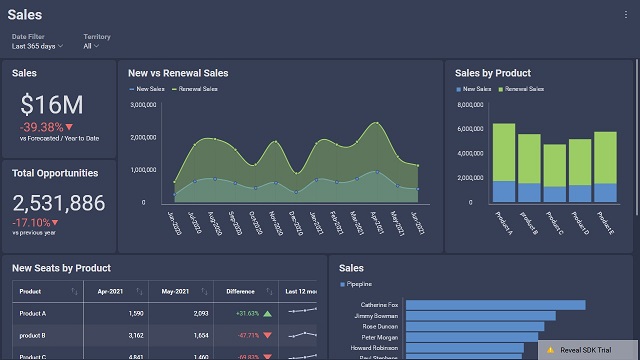 Sales
Date Filter
Last 365 days
Territory
All
Sales
$16M
-39.38%
vs Forecasted / Year to Date
Total Opportunities
2,531,886
-17.10%
vs previous year
New vs Renewal Sales
New Sales
Renewal Sales
3,000,000
2,000,000
1,000,000
0
Jun-2020
Jul-2020
Aug-2020
Sep-2020
Oct-2020
Nov-2020
Dec-2020
Jan-2021
Feb-2021
Mar-2021
Apr-2021
May-2021
Jun-2021
Sales by Product
New Sales
Renewal Sales
8,000,000
6,000,000
4,000,000
2,000,000
0
Product A
product B
Product C
Product D
Product E
New Seats by Product
Product
Apr-2021
May-2021
Difference
Last 12 mo
Product A
1,590
2,093
+31.63%
product B
3,162
1,654
-47.71%
Product C
4,841
1,460
-69.83%
Sales
Pipepline
Catherine Fox
Jimmy Bowman
Rose Duncan
Peter Morgan
Howard Robinson
Paul Stephens
Reveal SDK Trial